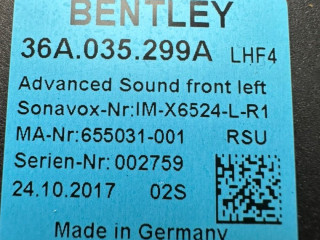 BENTLEY
36A.035.299A LHF4
Advanced Sound front left
Sonavox-Nr:IM-X6524-L-R1
MA-Nr:655031-001 RSU
Serien-Nr: 002759
24.10.2017 02S
Made in Germany